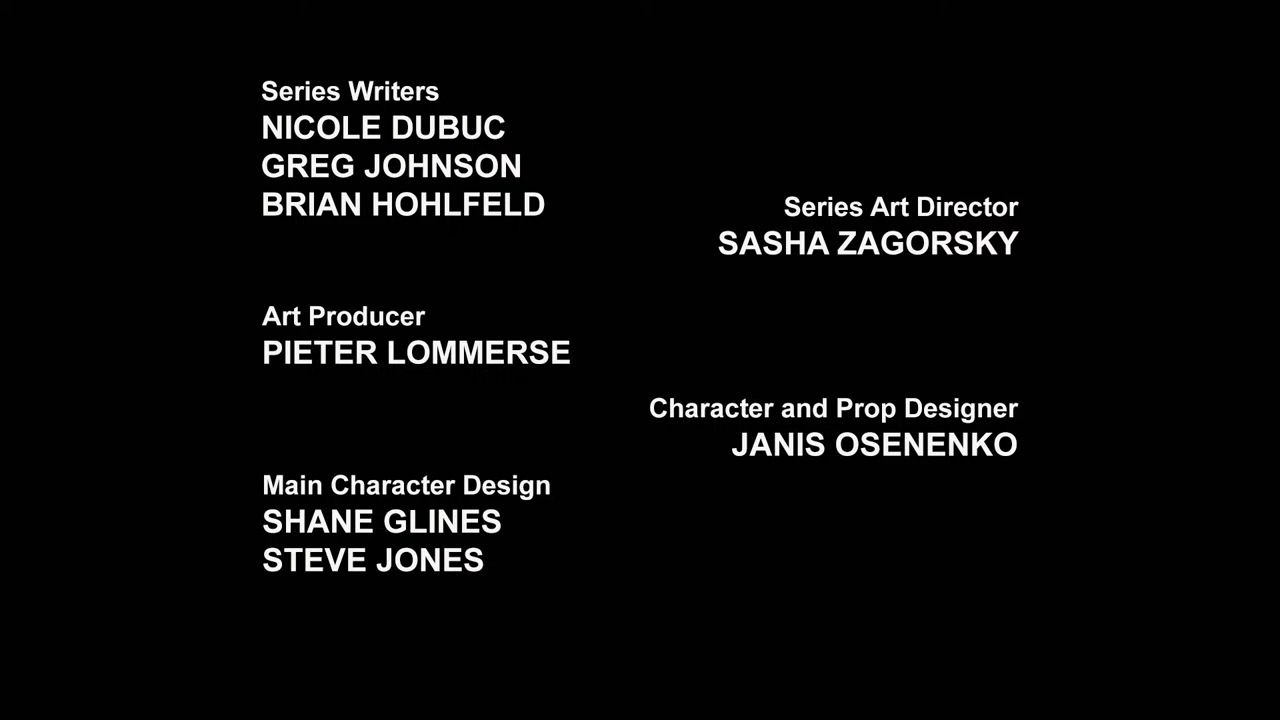 Series Writers
NICOLE DUBUC
GREG JOHNSON
BRIAN HOHLFELD
Series Art Director
SASHA ZAGORSKY
Art Producer
PIETER LOMMERSE
Character and Prop Designer
JANIS OSENENKO
Main Character Design
SHANE GLINES
STEVE JONES